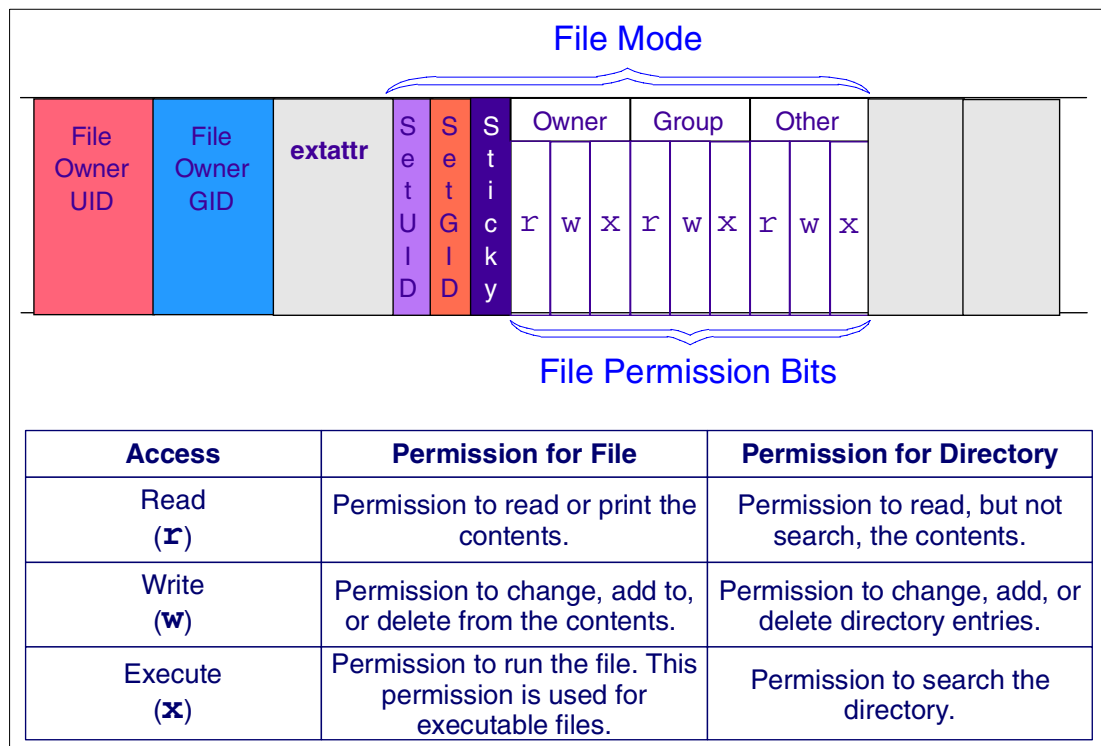 File Mode
File
Owner
UID
File
Owner
GID
extattr
SetUID
SetGID
Sticky
Owner Group Other
r w x r w x r w x
File Permission Bits
Access Permission for File Permission for Directory
Read
(r)
Permission to read or print the
contents.
Permission to read, but not
search, the contents.
Write
(w)
Permission to change, add to,
or delete from the contents.
Permission to change, add, or
delete directory entries.
Execute
(x)
Permission to run the file. This
permission is used for
executable files.
Permission to search the
directory.